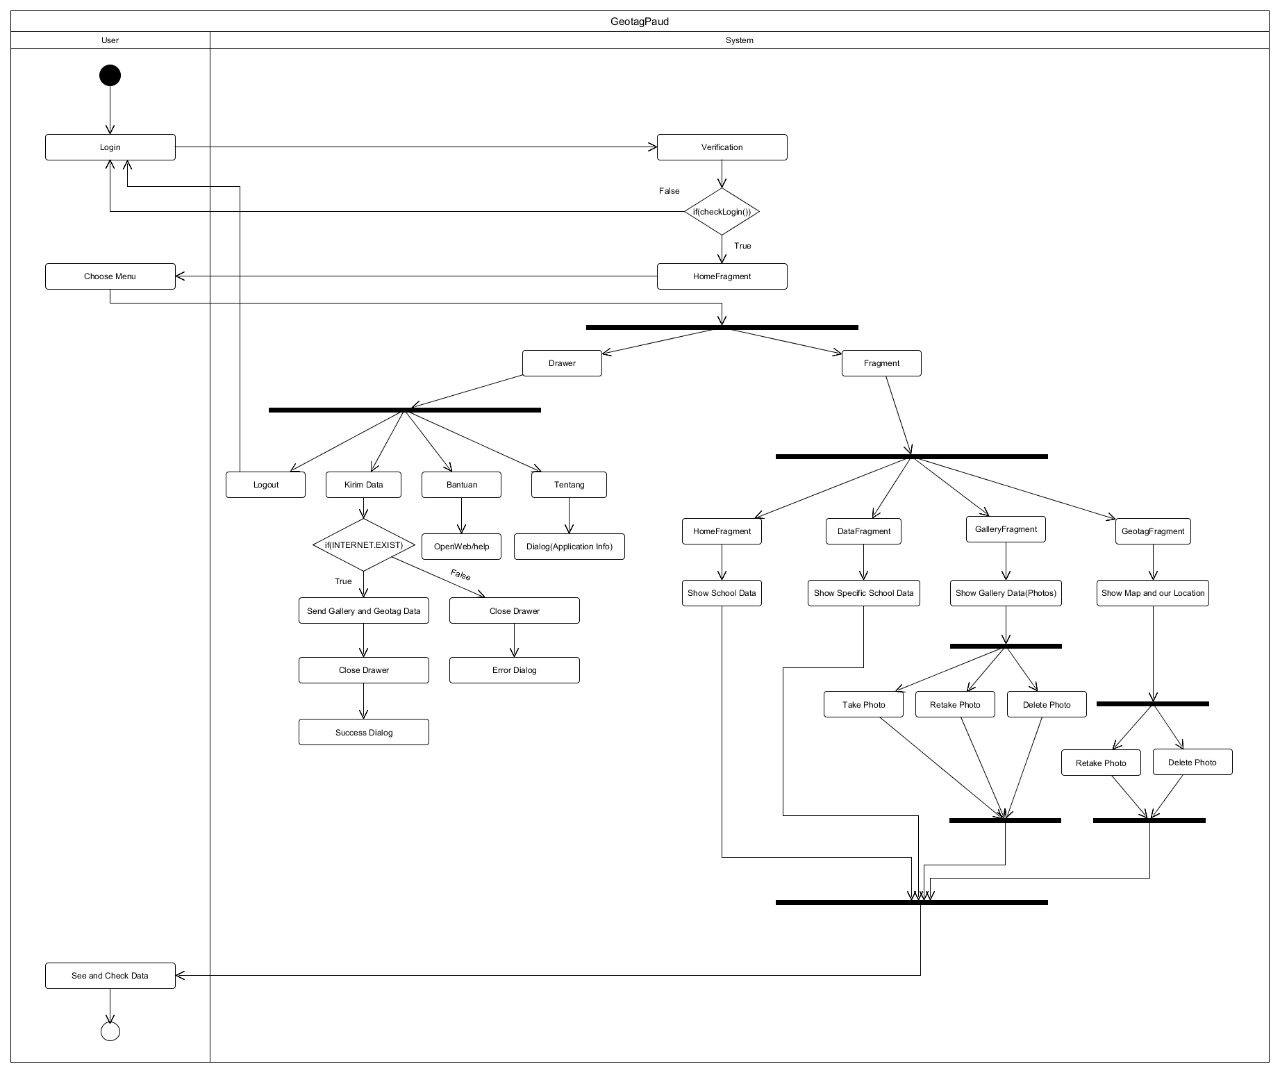 GeotagPaud
User
System
Login
Verification
False
if(checkLogin())
True
Choose Menu
HomeFragment
Drawer
Fragment
Logout
Kirim Data
Bantuan
Tentang
HomeFragment
DataFragment
GalleryFragment
GeotagFragment
if(INTERNET.EXIST)
OpenWeb/help
Dialog(Application Info)
True
False
Show School Data
Show Specific School Data
Show Gallery Data(Photos)
Show Map and our Location
Send Gallery and Geotag Data
Close Drawer
Close Drawer
Error Dialog
Take Photo
Retake Photo
Delete Photo
Success Dialog
Retake Photo
Delete Photo
See and Check Data